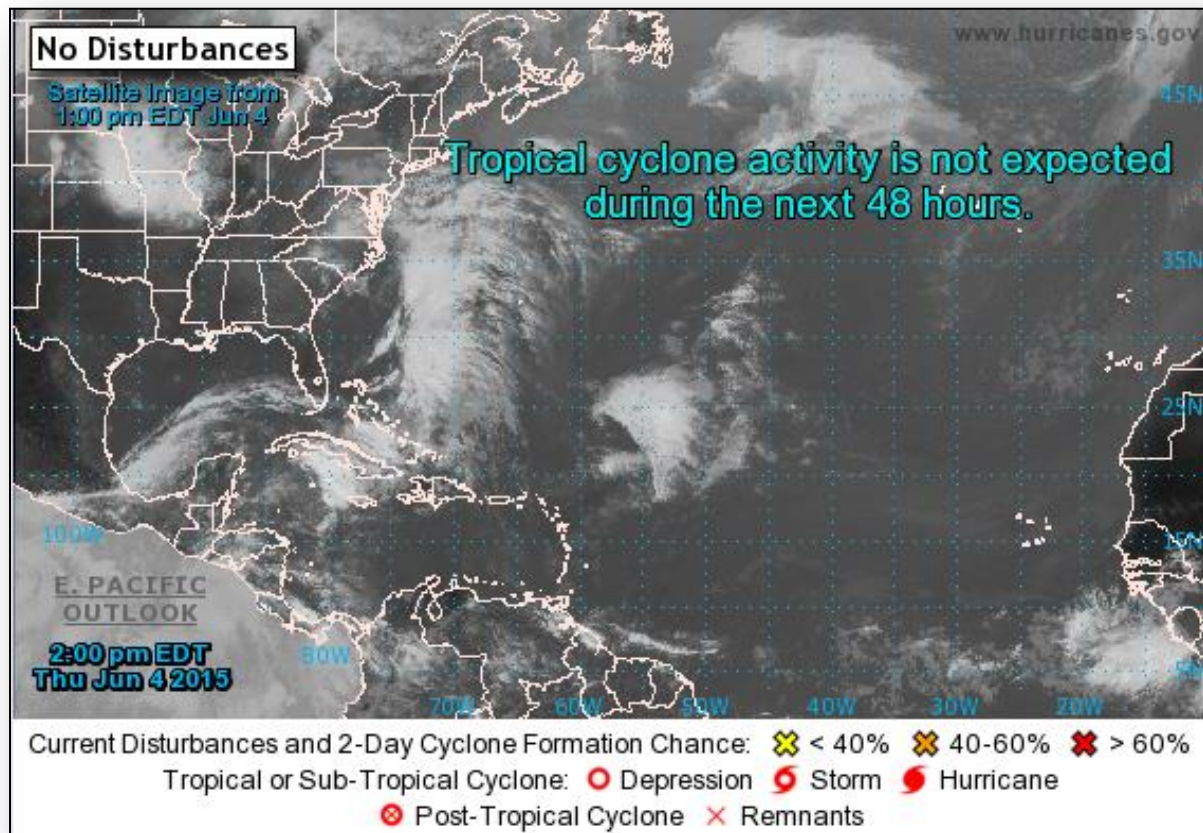 No Disturbances
www.hurricanes.gov
Satellite Image from
1:00 pm EDT Jun 4
45N
Tropical cyclone activity is not expected
during the next 48 hours.
35N
25N
100W
15N
E. PACIFIC
OUTLOOK
2:00 pm EDT
Thu Jun 4 2015
80W
5N
70W 60W 50W 40W 30W 20W
Current Disturbances and 2-Day Cyclone Formation Chance: < 40% 40-60% > 60%
Tropical or Sub-Tropical Cyclone: Depression Storm Hurricane
Post-Tropical Cyclone Remnants